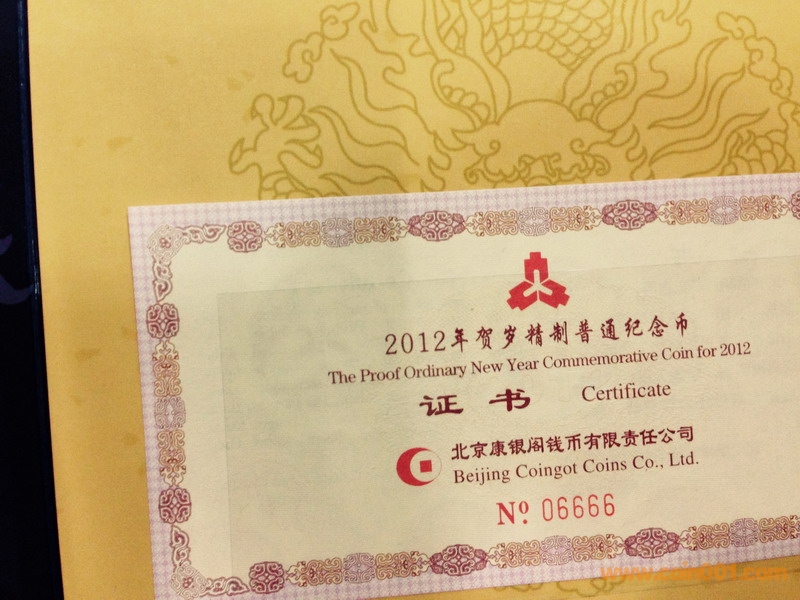 2012年贺岁精制普通纪念币
The Proof Ordinary New Year Commemorative Coin for 2012
证书 Certificate
北京康银阁钱币有限责任公司
Beijing Coingot Coins Co., Ltd.
Nº 06666